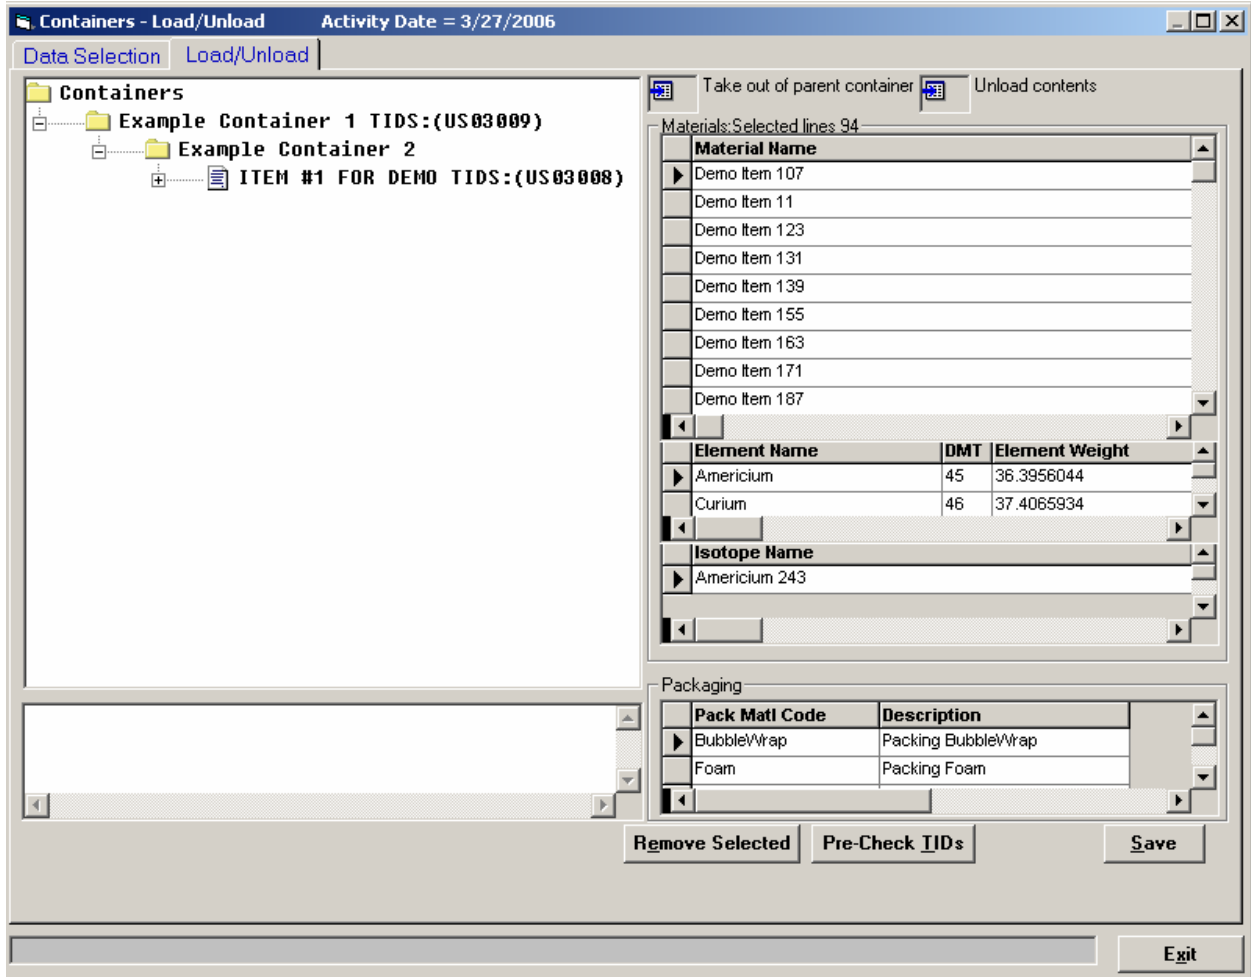 Containers - Load/Unload Activity Date = 3/27/2006
Data Selection Load/Unload
Containers
Example Container 1 TIDS:(US03009)
Example Container 2
ITEM #1 FOR DEMO TIDS:(US03008)
Take out of parent container Unload contents
Materials:Selected lines 94
Material Name
Demo Item 107
Demo Item 11
Demo Item 123
Demo Item 131
Demo Item 139
Demo Item 155
Demo Item 163
Demo Item 171
Demo Item 187
Element Name DMT Element Weight
Americium 45 36.3956044
Curium 46 37.4065934
Isotope Name
Americium 243
Packaging
Pack Matl Code Description
BubbleWrap Packing BubbleWrap
Foam Packing Foam
Remove Selected Pre-Check TIDs Save
Exit